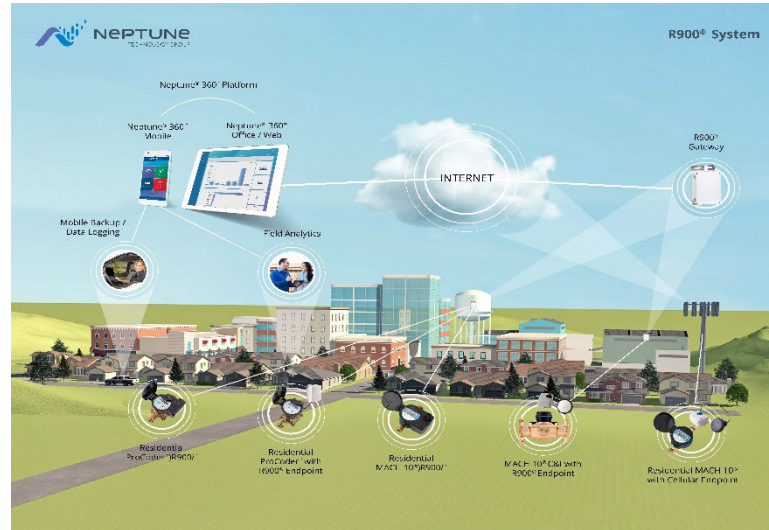 NEPTUNE
TECHNOLOGY GROUP
R900® System
Neptune® 360™ Platform
Neptune® 360™
Mobile
Neptune® 360™
Office / Web
R900®
Gateway
INTERNET
Mobile Backup /
Data Logging
Field Analytics
Residential
ProCoder™)R900i™
Residential
ProCoder™ with
R900® Endpoint
Residential
MACH 10®)R900i™
MACH 10® C&I with
R900® Endpoint
Residential MACH 10®
with Cellular Endpoint